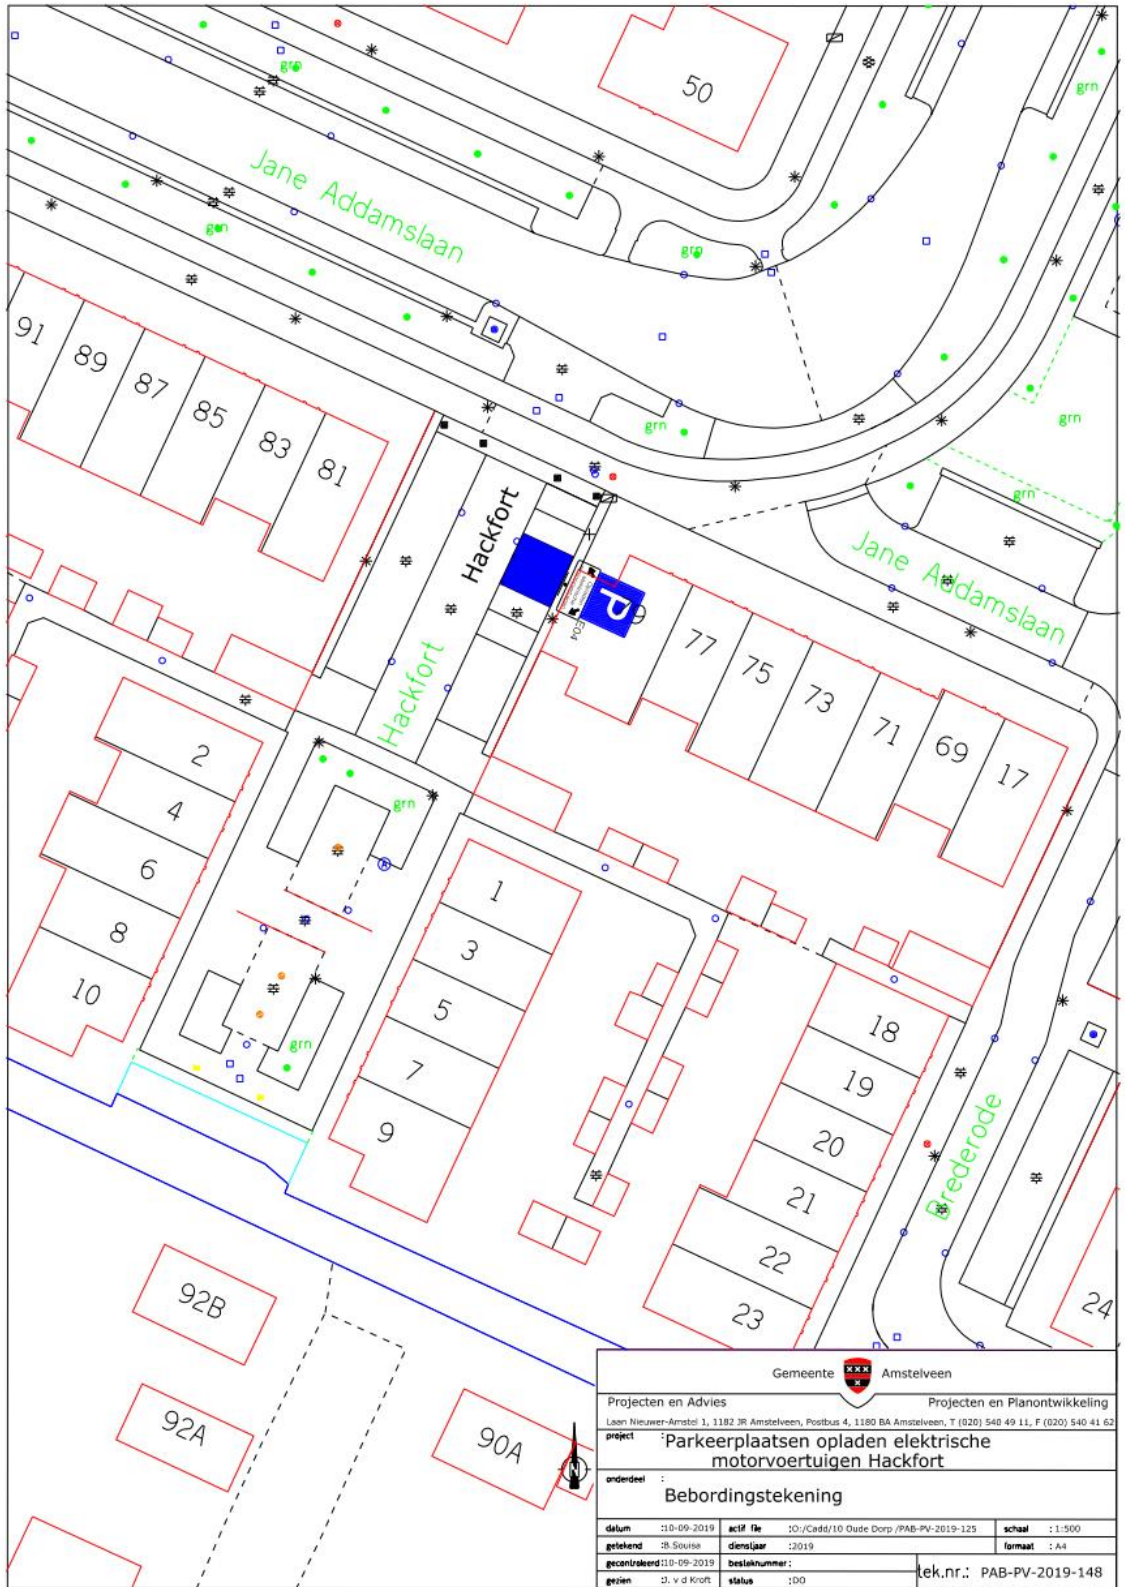 50
grn
grn
Jane Addamslaan
grn
grn
91
89
87
85
83
81
grn
grn
grn
Hackfort
Jane Addamslaan
P
E04
9
77
75
73
71
69
17
Hackfort
2
4
6
8
10
grn
1
3
5
7
9
grn
18
19
20
21
22
23
Brederode
24
92B
92A
90A
Gemeente Amstelveen
Projecten en Advies Projecten en Planontwikkeling
Laan Nieuwer-Amstel 1, 1182 JR Amstelveen, Postbus 4, 1180 BA Amstelveen, T (020) 540 49 11, F (020) 540 41 62
project : Parkeerplaatsen opladen elektrische
motorvoertuigen Hackfort
onderdeel :
Bebordingstekening
datum :10-09-2019 actif file :O:/Cadd/10 Oude Dorp /PAB-PV-2019-125 schaal : 1:500
getekend :B.Souisa dienstjaar :2019 formaat : A4
gecontroleerd :10-09-2019 besteknummer :
gezien :J. v d Kroft status :DO tek.nr.: PAB-PV-2019-148